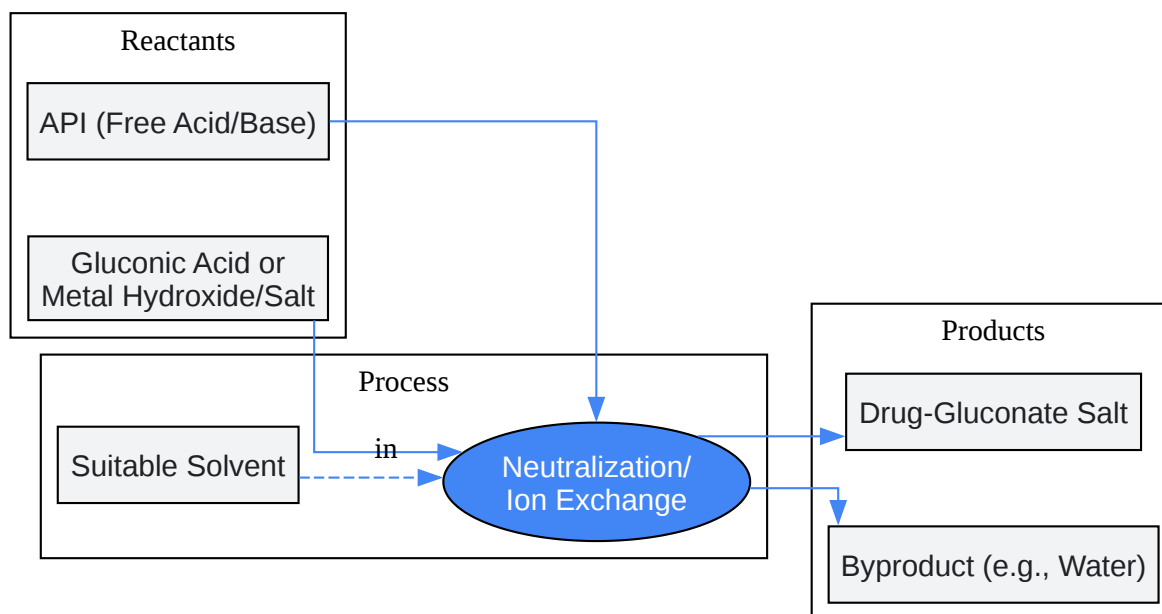 Reactants
API (Free Acid/Base)
Gluconic Acid or
Metal Hydroxide/Salt
Process
in
Suitable Solvent
Neutralization/
Ion Exchange
Products
Drug-Gluconate Salt
Byproduct (e.g., Water)